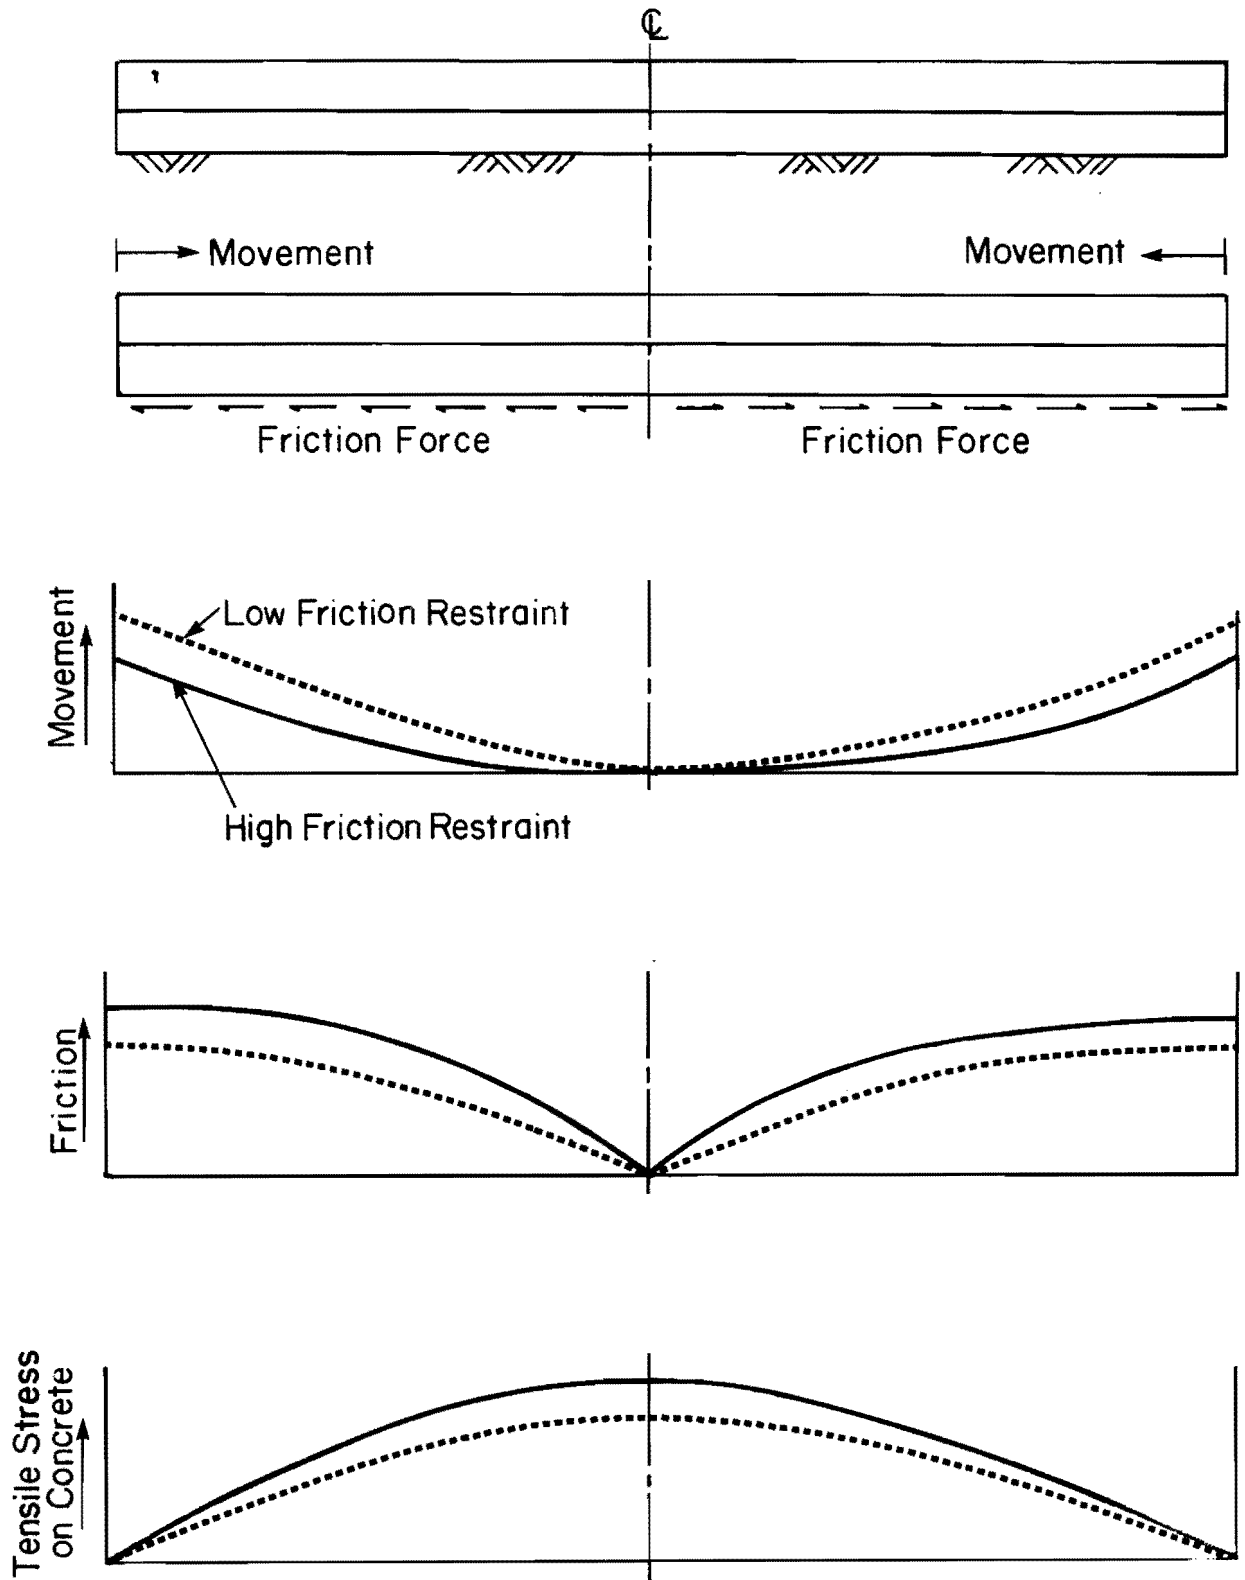 ℄
Movement
Movement
Friction Force
Friction Force
Movement
Low Friction Restraint
High Friction Restraint
Friction
Tensile Stress
on Concrete